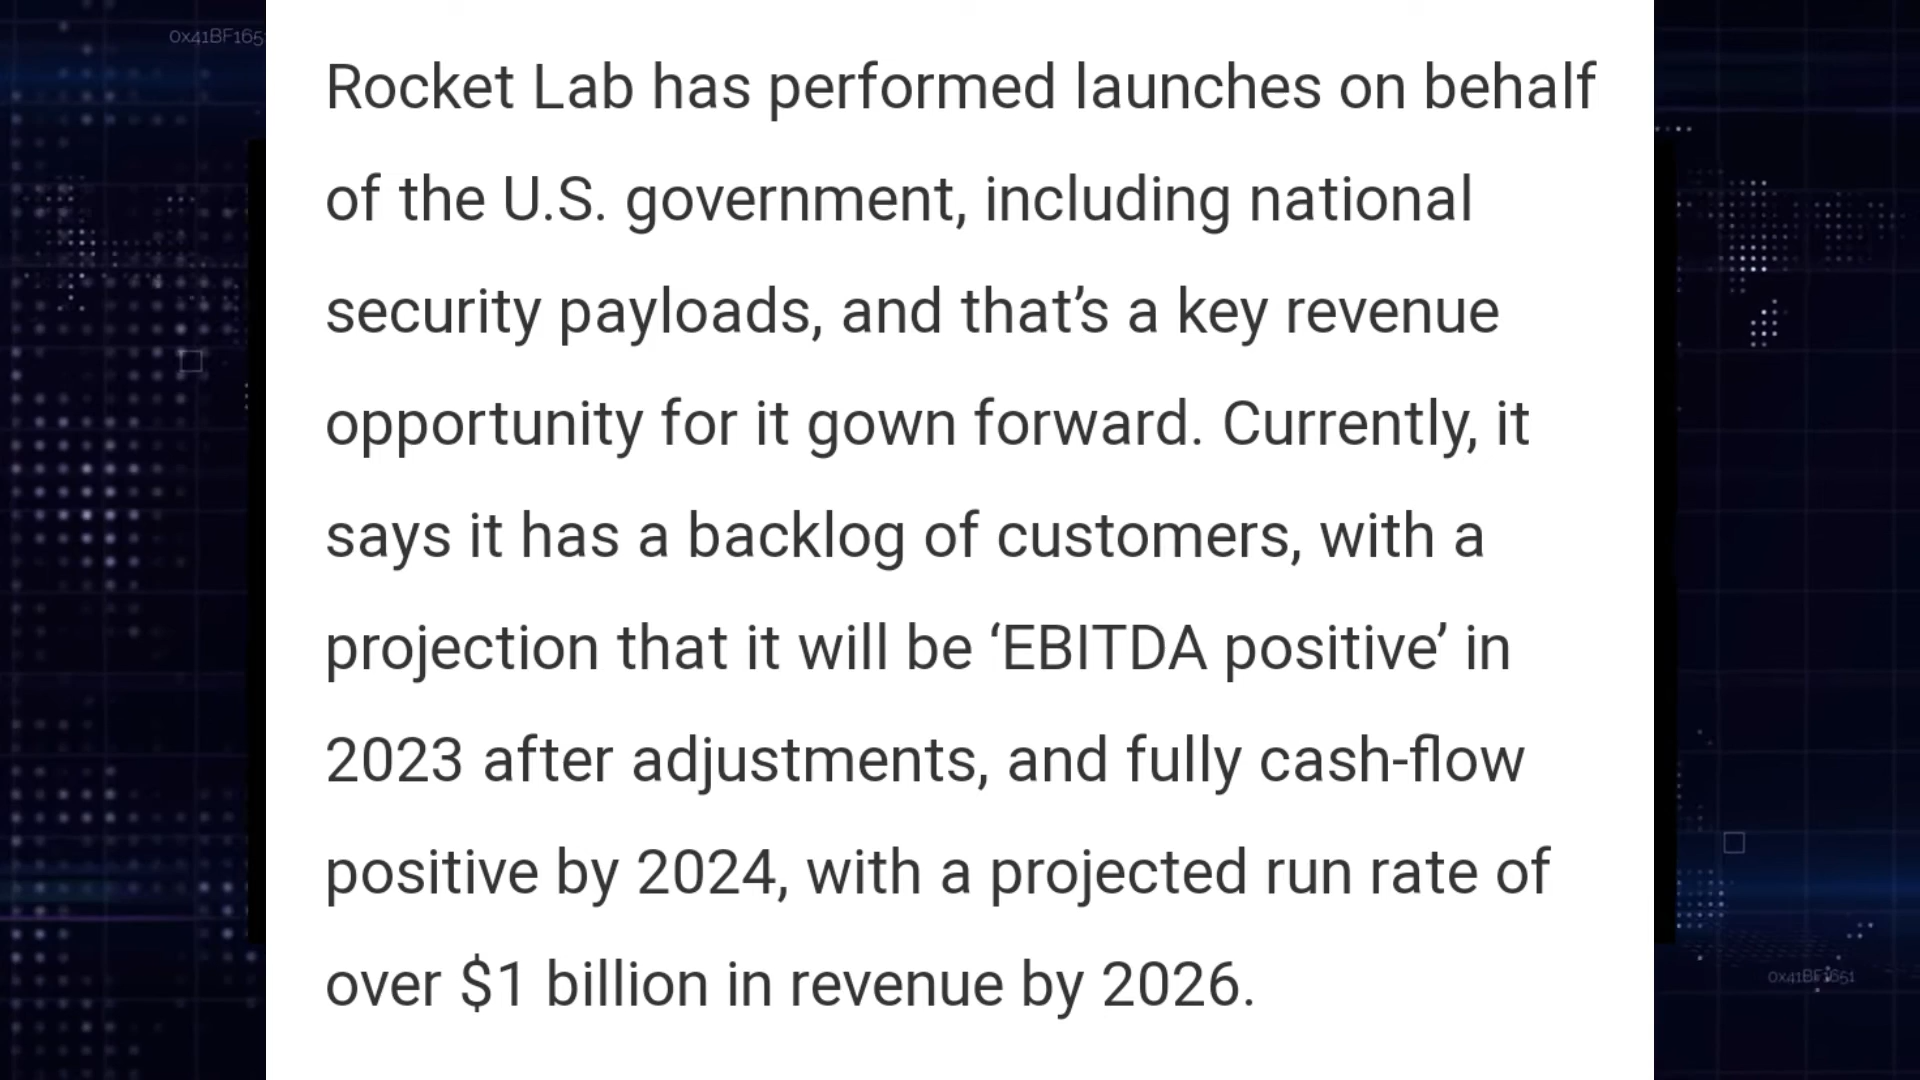 0x41BF165
Rocket Lab has performed launches on behalf
of the U.S. government, including national
security payloads, and that’s a key revenue
opportunity for it gown forward. Currently, it
says it has a backlog of customers, with a
projection that it will be ‘EBITDA positive’ in
2023 after adjustments, and fully cash-flow
positive by 2024, with a projected run rate of
over $1 billion in revenue by 2026.
0x41BF1651